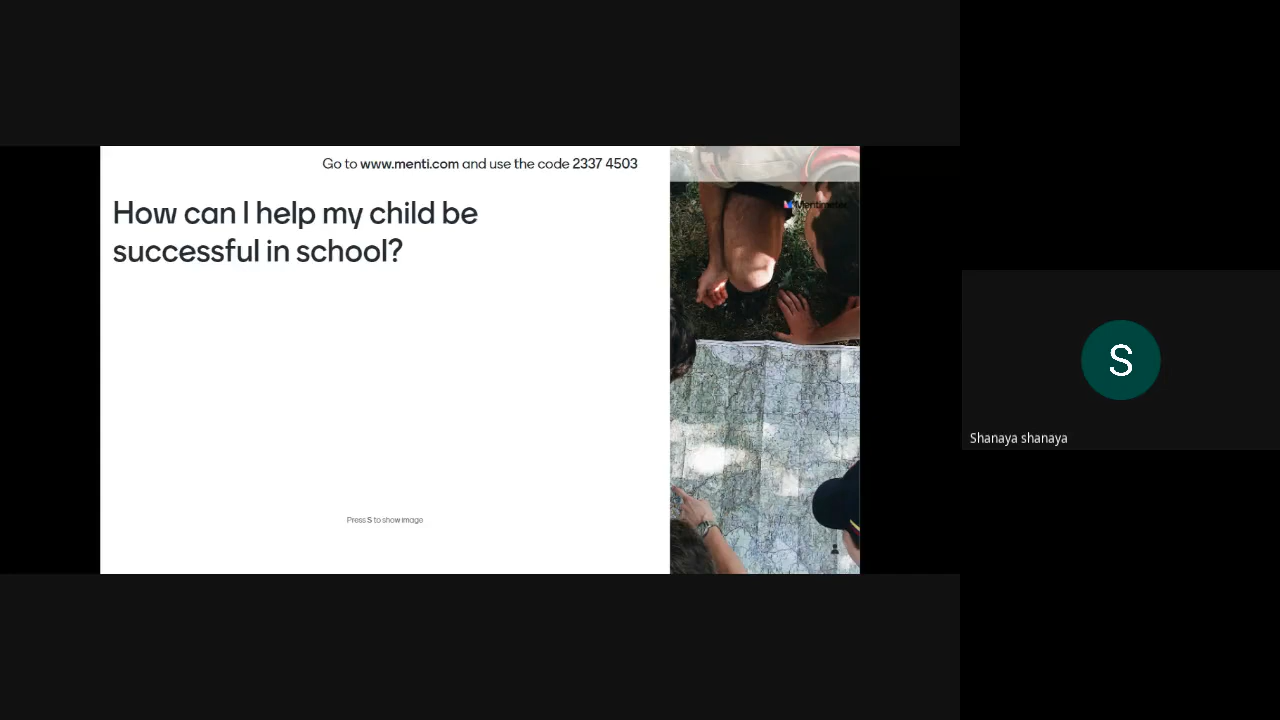 Go to www.menti.com and use the code 2337 4503
Mentimeter
How can I help my child be
successful in school?
Press S to show image
S
Shanaya shanaya